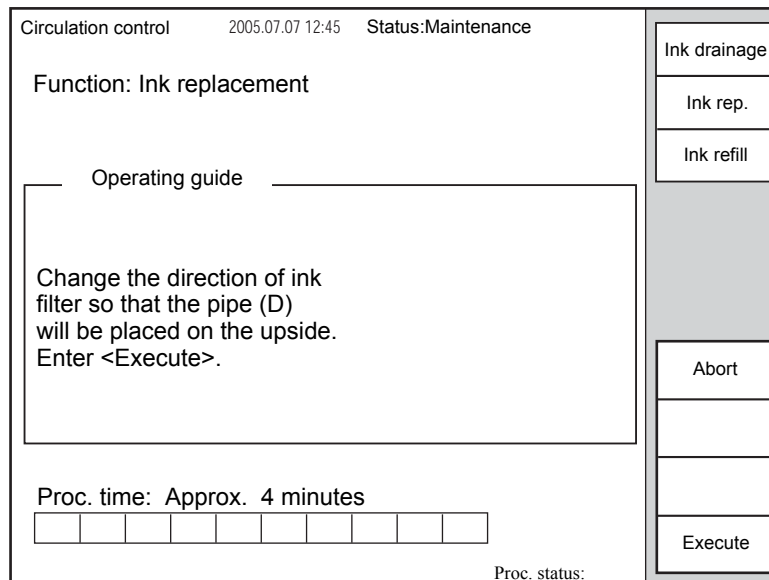 Circulation control 2005.07.07 12:45 Status:Maintenance
Function: Ink replacement
Operating guide
Change the direction of ink
filter so that the pipe (D)
will be placed on the upside.
Enter <Execute>.
Proc. time: Approx. 4 minutes
Proc. status:
Ink drainage
Ink rep.
Ink refill
Abort
Execute